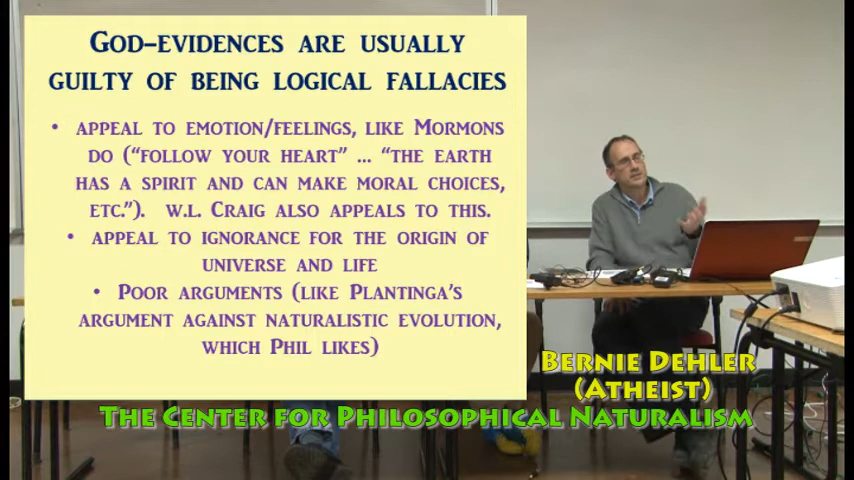 GOD-EVIDENCES ARE USUALLY
GUILTY OF BEING LOGICAL FALLACIES
• APPEAL TO EMOTION/FEELINGS, LIKE MORMONS
DO ("FOLLOW YOUR HEART" ... "THE EARTH
HAS A SPIRIT AND CAN MAKE MORAL CHOICES,
ETC."). W.L. CRAIG ALSO APPEALS TO THIS.
• APPEAL TO IGNORANCE FOR THE ORIGIN OF
UNIVERSE AND LIFE
• POOR ARGUMENTS (LIKE PLANTINGA'S
ARGUMENT AGAINST NATURALISTIC EVOLUTION,
WHICH PHIL LIKES)
BERNIE DEHLER
(ATHEIST)
THE CENTER FOR PHILOSOPHICAL NATURALISM